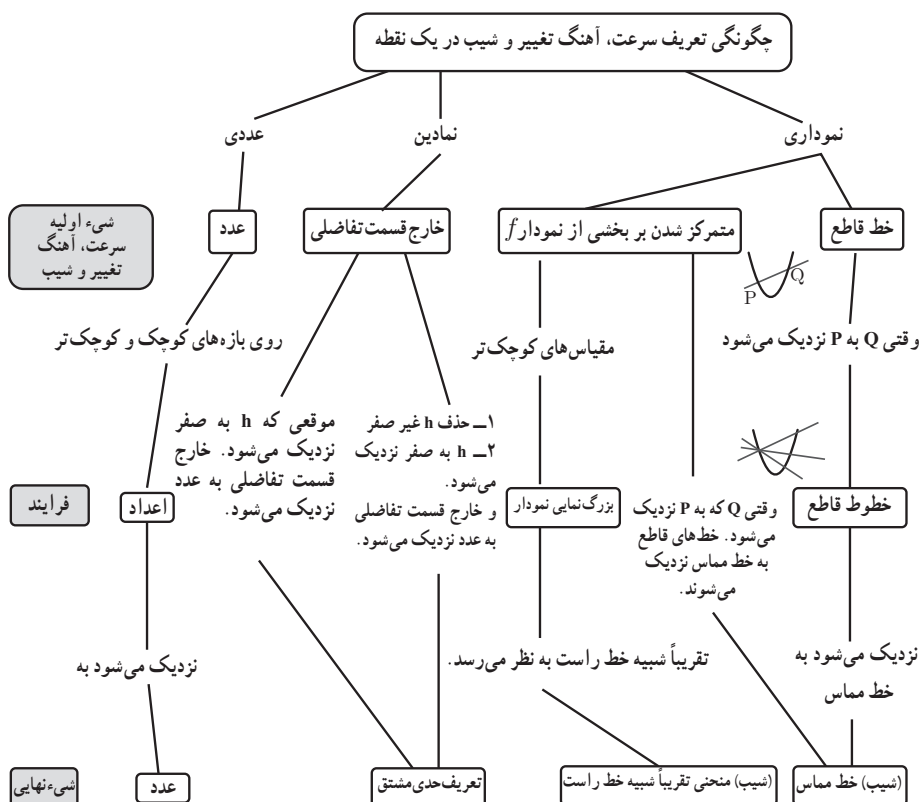 چگونگی تعریف سرعت، آهنگ تغییر و شیب در یک نقطه
نموداری
نمادین
عددی
خط قاطع
متمرکز شدن بر بخشی از نمودار f
خارج قسمت تفاضلی
عدد
شیء اولیه
سرعت، آهنگ
تغییر و شیب
P
Q
وقتی Q به P نزدیک می‌شود
مقیاس‌های کوچک‌تر
روی بازه‌های کوچک و کوچک‌تر
۱ــ حذف h غیر صفر
۲ــ h به صفر نزدیک
می‌شود.
و خارج قسمت تفاضلی
به عدد نزدیک می‌شود.
موقعی که h به صفر
نزدیک می‌شود. خارج
قسمت تفاضلی به عدد
نزدیک می‌شود.
خطوط قاطع
وقتی Q که به P نزدیک
می‌شود. خط‌های قاطع
به خط مماس نزدیک
می‌شوند.
بزرگ‌نمایی نمودار
اعداد
فرایند
نزدیک می‌شود به
خط مماس
تقریباً شبیه خط راست به نظر می‌رسد.
نزدیک می‌شود به
(شیب) خط مماس
(شیب) منحنی تقریباً شبیه خط راست
تعریف حدی مشتق
عدد
شیء نهایی